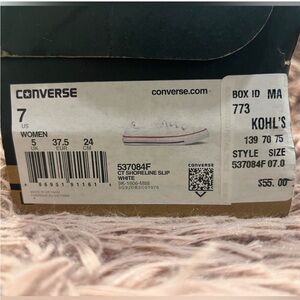 CONVERSE
converse.com
7
US
WOMEN
5 37.5 24
UK EUR CM
537084F
CT SHORELINE SLIP
WHITE
BOX ID MA
773
KOHL'S
139 70 75
STYLE SIZE
537084F 07.0
$55.00